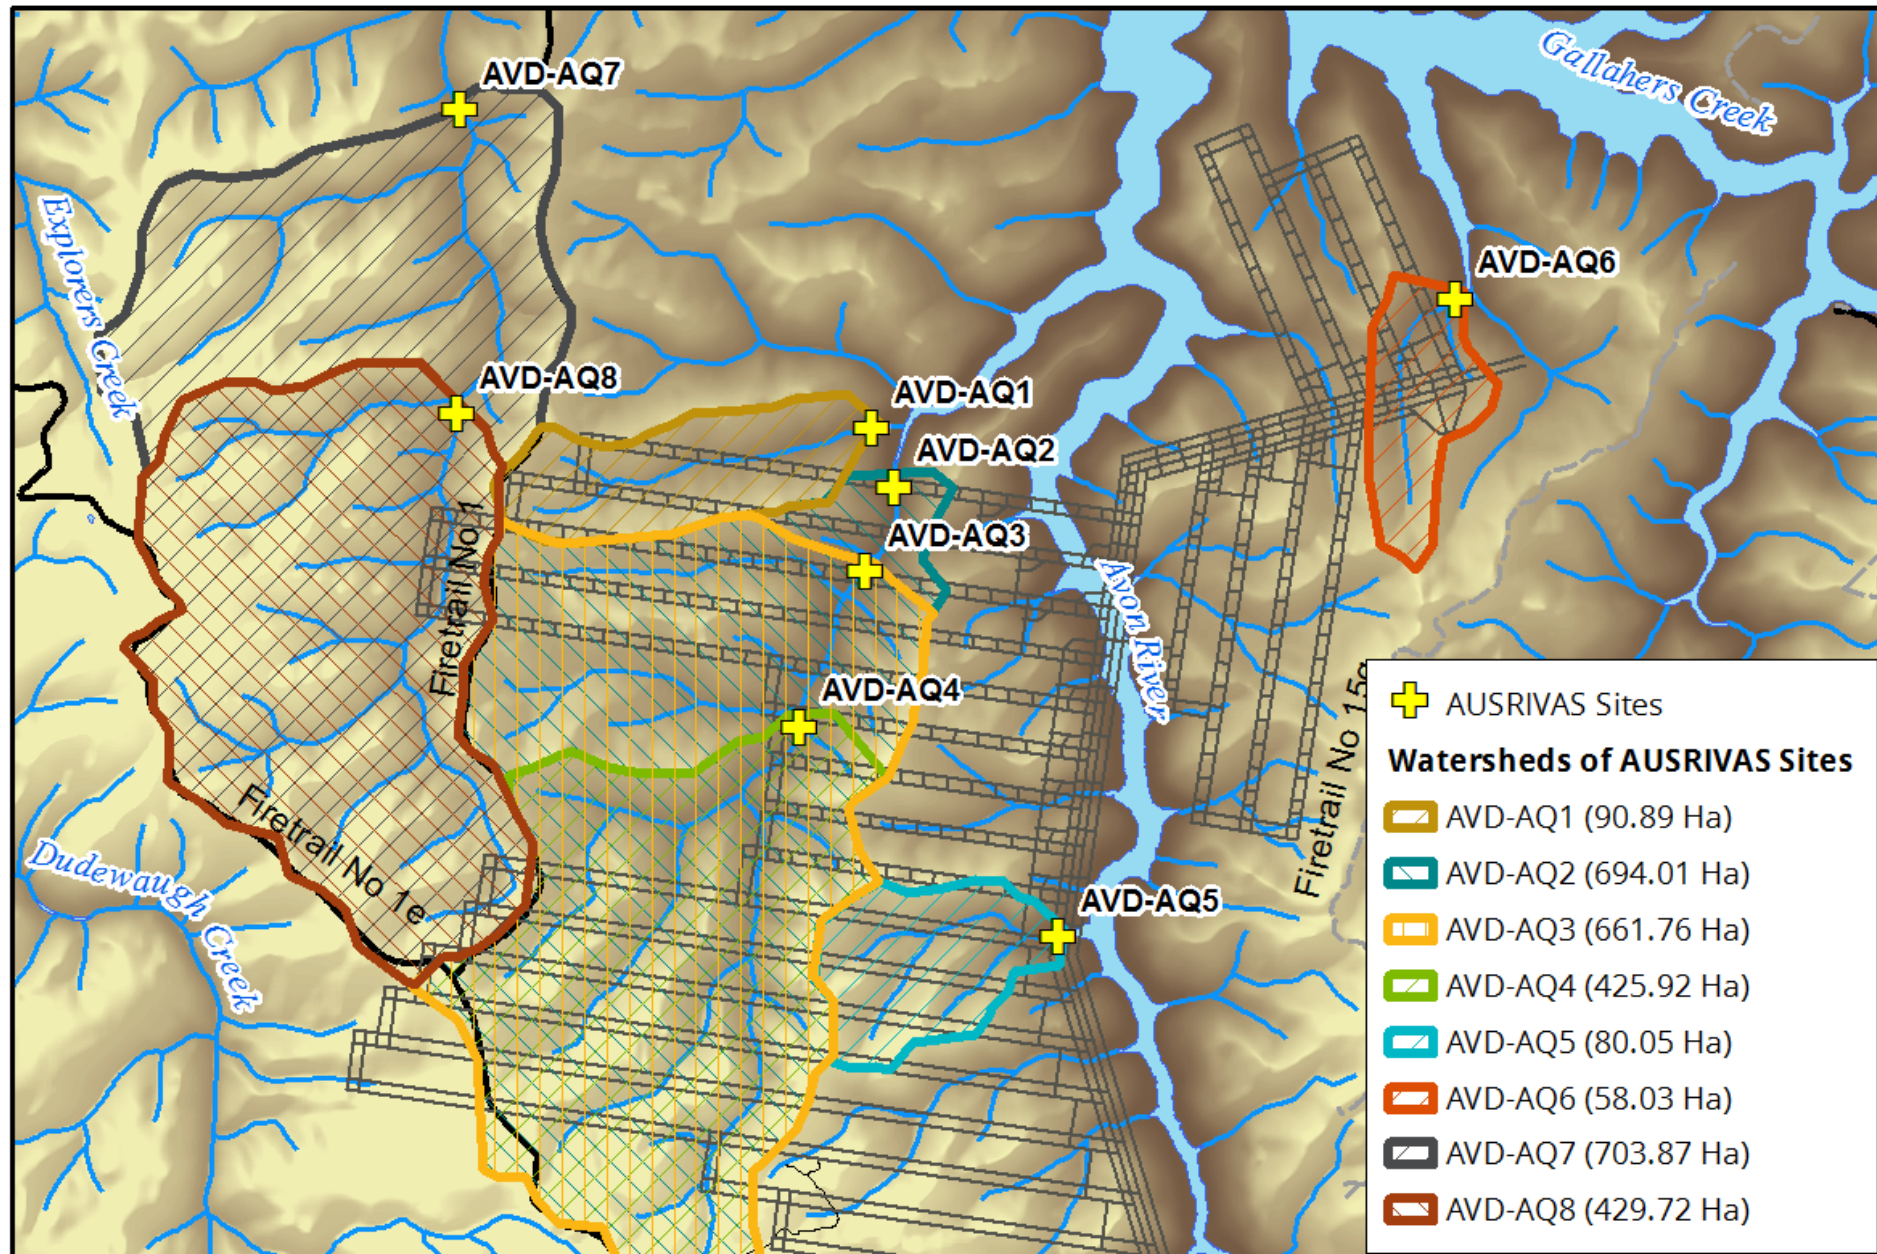 AVD-AQ7
Gallahers Creek
Explorers Creek
AVD-AQ6
AVD-AQ8
AVD-AQ1
AVD-AQ2
AVD-AQ3
Firetrail No 1
Avon River
AVD-AQ4
Firetrail No 1e
Firetrail No
Dudewaugh Creek
AVD-AQ5
AUSRIVAS Sites
Watersheds of AUSRIVAS Sites
AVD-AQ1 (90.89 Ha)
AVD-AQ2 (694.01 Ha)
AVD-AQ3 (661.76 Ha)
AVD-AQ4 (425.92 Ha)
AVD-AQ5 (80.05 Ha)
AVD-AQ6 (58.03 Ha)
AVD-AQ7 (703.87 Ha)
AVD-AQ8 (429.72 Ha)